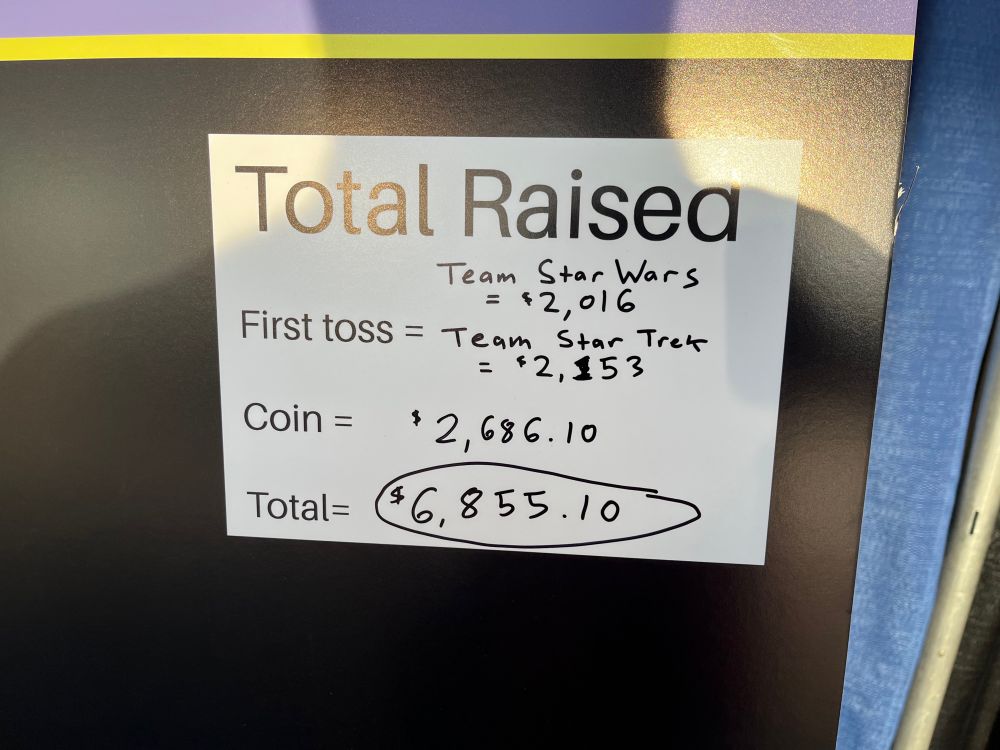 Total Raised
Team Star Wars
= $2,016
First toss = Team Star Trek
= $2,153
Coin = $2,686.10
Total= $6,855.10